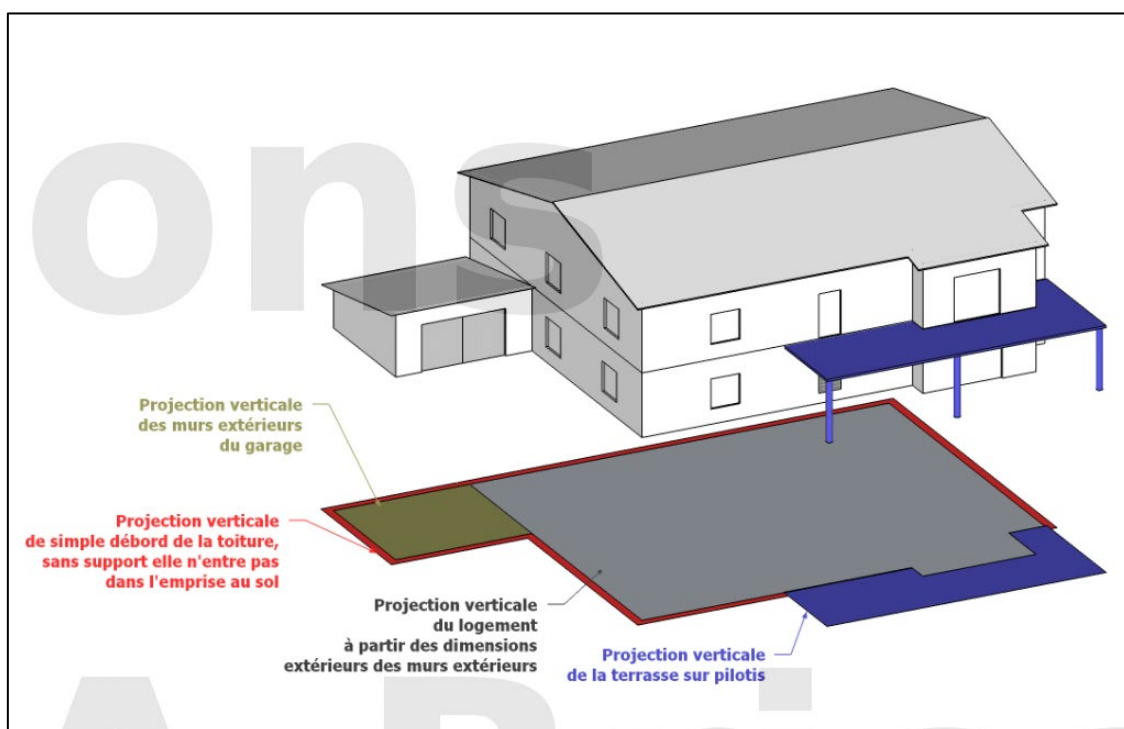 ons
Projection verticale
des murs extérieurs
du garage
Projection verticale
de simple débord de la toiture,
sans support elle n'entre pas
dans l'emprise au sol
Projection verticale
du logement
à partir des dimensions
extérieurs des murs extérieurs
Projection verticale
de la terrasse sur pilotis